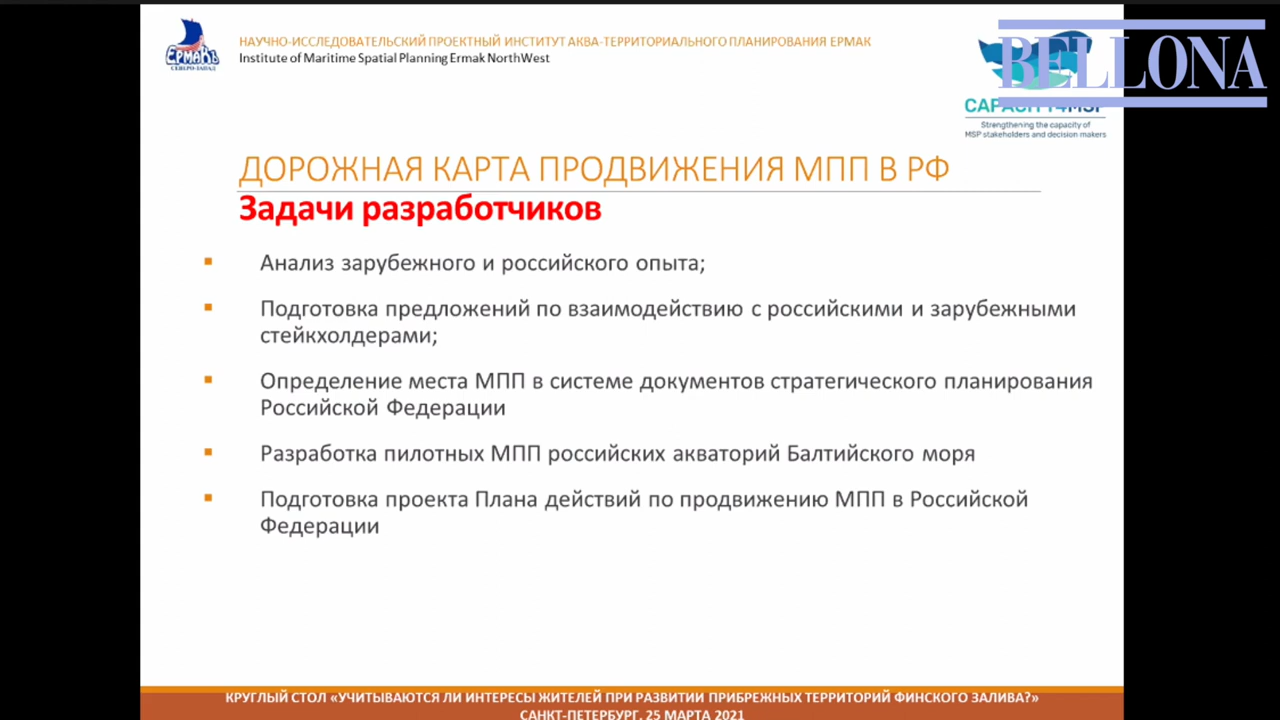 ЕРМАКЪ
СЕВЕРО-ЗАПАД
НАУЧНО-ИССЛЕДОВАТЕЛЬСКИЙ ПРОЕКТНЫЙ ИНСТИТУТ АКВА-ТЕРРИТОРИАЛЬНОГО ПЛАНИРОВАНИЯ ЕРМАК
Institute of Maritime Spatial Planning Ermak NorthWest
BELLONA
CAPACITY4MSP
Strengthening the capacity of
MSP stakeholders and decision makers
ДОРОЖНАЯ КАРТА ПРОДВИЖЕНИЯ МПП В РФ
Задачи разработчиков
Анализ зарубежного и российского опыта;
Подготовка предложений по взаимодействию с российскими и зарубежными
стейкхолдерами;
Определение места МПП в системе документов стратегического планирования
Российской Федерации
Разработка пилотных МПП российских акваторий Балтийского моря
Подготовка проекта Плана действий по продвижению МПП в Российской
Федерации
КРУГЛЫЙ СТОЛ «УЧИТЫВАЮТСЯ ЛИ ИНТЕРЕСЫ ЖИТЕЛЕЙ ПРИ РАЗВИТИИ ПРИБРЕЖНЫХ ТЕРРИТОРИЙ ФИНСКОГО ЗАЛИВА?»
САНКТ-ПЕТЕРБУРГ, 25 МАРТА 2021